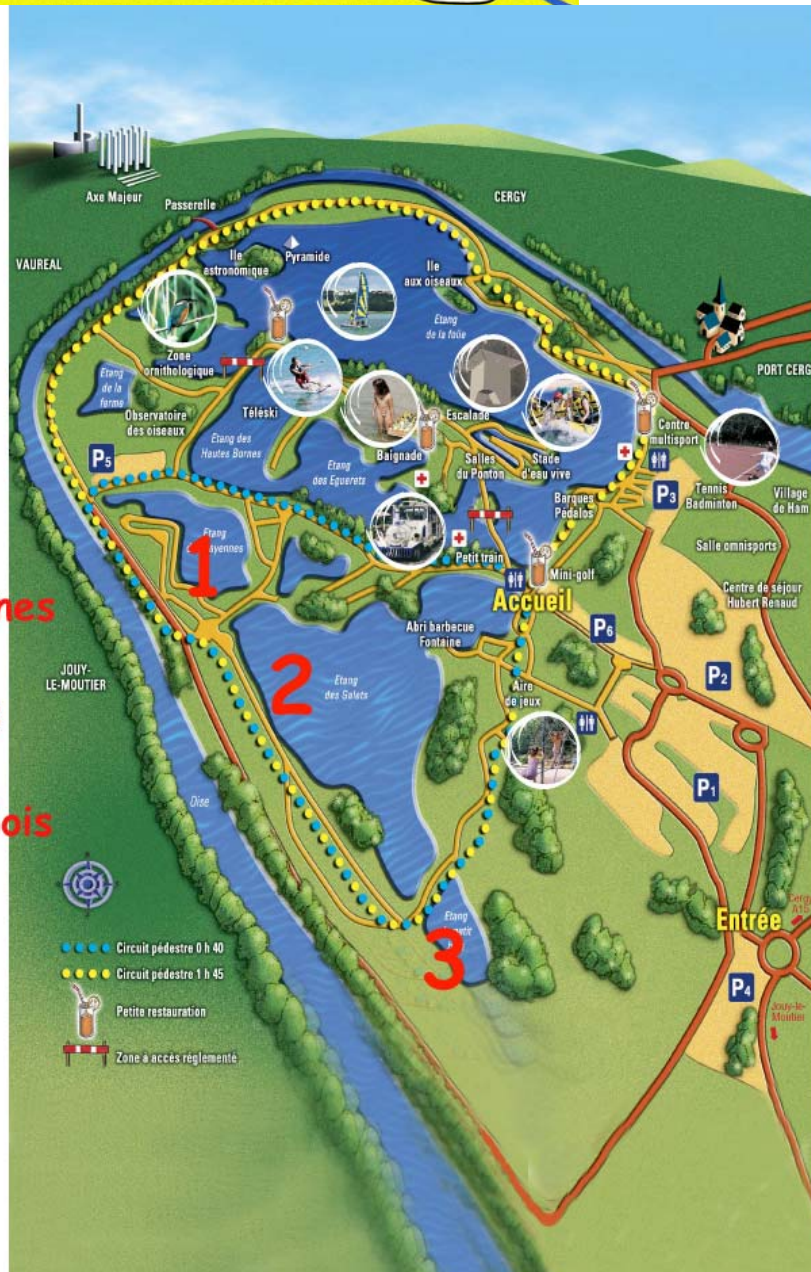 Axe Majeur
Passerelle
CERGY
VAUREAL
Ile
estronomique
Pyramide
Ile
aux oiseaux
Etang
de la folie
Zone
ornithologique
Etang
de la
ferme
Observatoire
des oiseaux
Téléski
Escalade
PORT CERG
Etang des
Hautes Bornes
Baignade
Centre
multisport
P5
Etang
des Eguerets
Salles
du Ponton
Stade
d'eau vive
Barques
Pédalos
P3
Tennis
Badminton
Village
de Ham
Etang
ayennes
1
Petit train
Mini-golf
Salle omnisports
Accueil
Centre de séjour
Hubert Renaud
nes
Abri barbecue
Fontaine
P6
JOUY-
LE-MOUTIER
2
Etang
des Galets
Aire
de jeux
P2
Oise
P1
ois
Etang
petit
3
Entrée
Cergy
A15
P4
Jouy-le-
Moutier
Circuit pédestre 0 h 40
Circuit pédestre 1 h 45
Petite restauration
Zone à accès réglementé